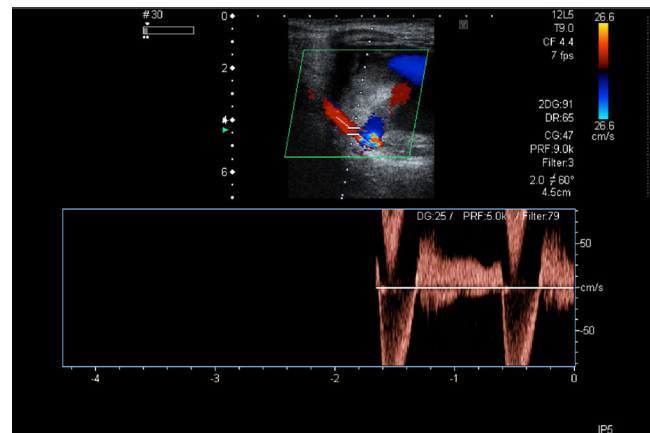 #30
0
2
4
6
12L5
T9.0
CF 4.4
7 fps
2DG:91
DR:65
CG:47
PRF:9.0k
Filter:3
2.0 ≠ 60°
4.5cm
26.6
26.6
cm/s
DG:25 / PRF:5.0k / Filter:79
50
cm/s
-50
-4
-3
-2
-1
0
IP5